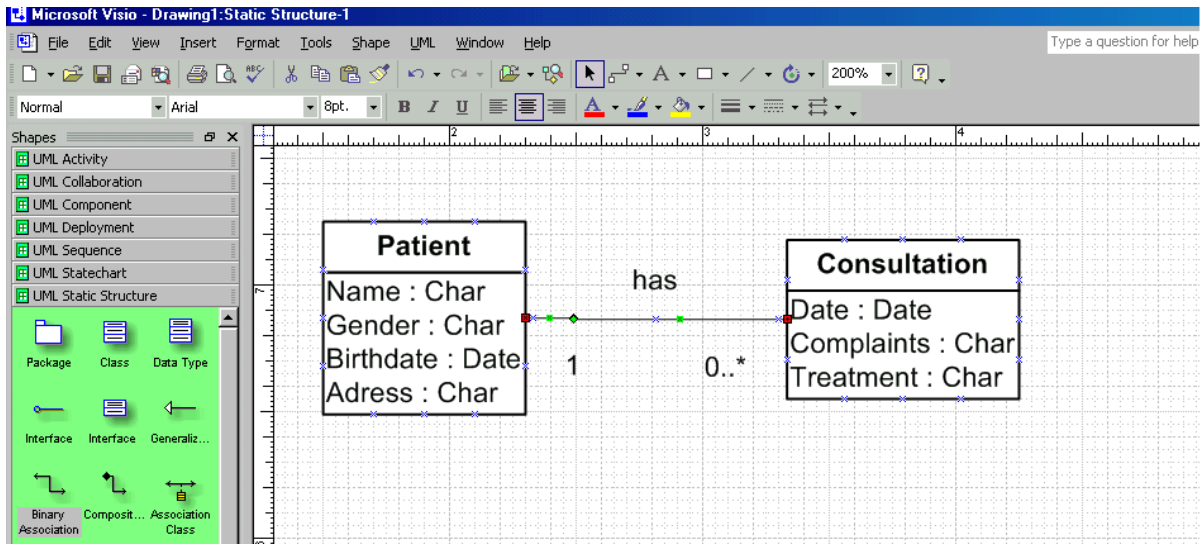 Microsoft Visio - Drawing1:Static Structure-1
File Edit View Insert Format Tools Shape UML Window Help Type a question for help
ABC A 200% ?
Normal Arial 8pt. B I U A
Shapes
2 3 4
UML Activity
UML Collaboration
UML Component
UML Deployment
UML Sequence
UML Statechart
UML Static Structure
Package Class Data Type
Interface Interface Generaliz...
Binary Association Composit... Association Class
7
Patient
Name : Char
Gender : Char
Birthdate : Date
Adress : Char
has
1 0..*
Consultation
Date : Date
Complaints : Char
Treatment : Char